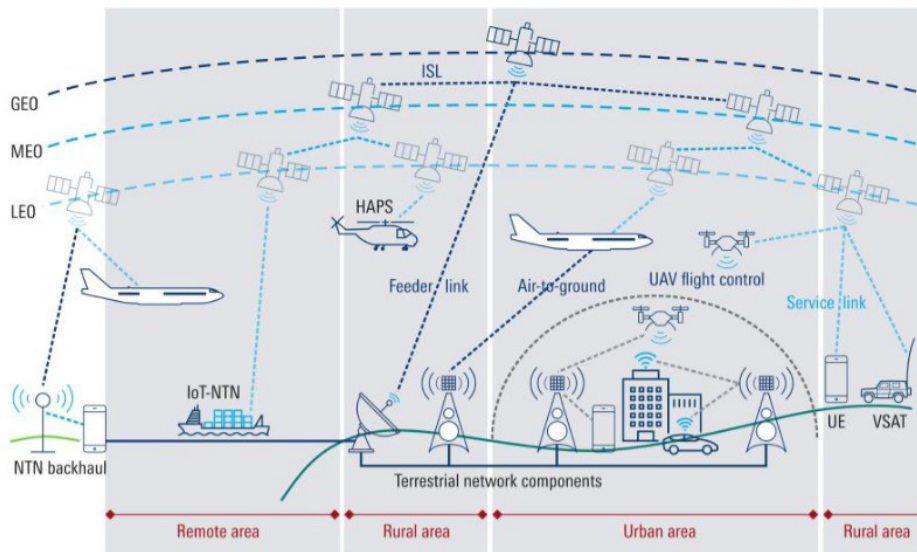 ISL
GEO
MEO
LEO
HAPS
Feeder link
Air-to-ground
UAV flight control
Service link
IoT-NTN
UE
VSAT
NTN backhaul
Terrestrial network components
Remote area
Rural area
Urban area
Rural area